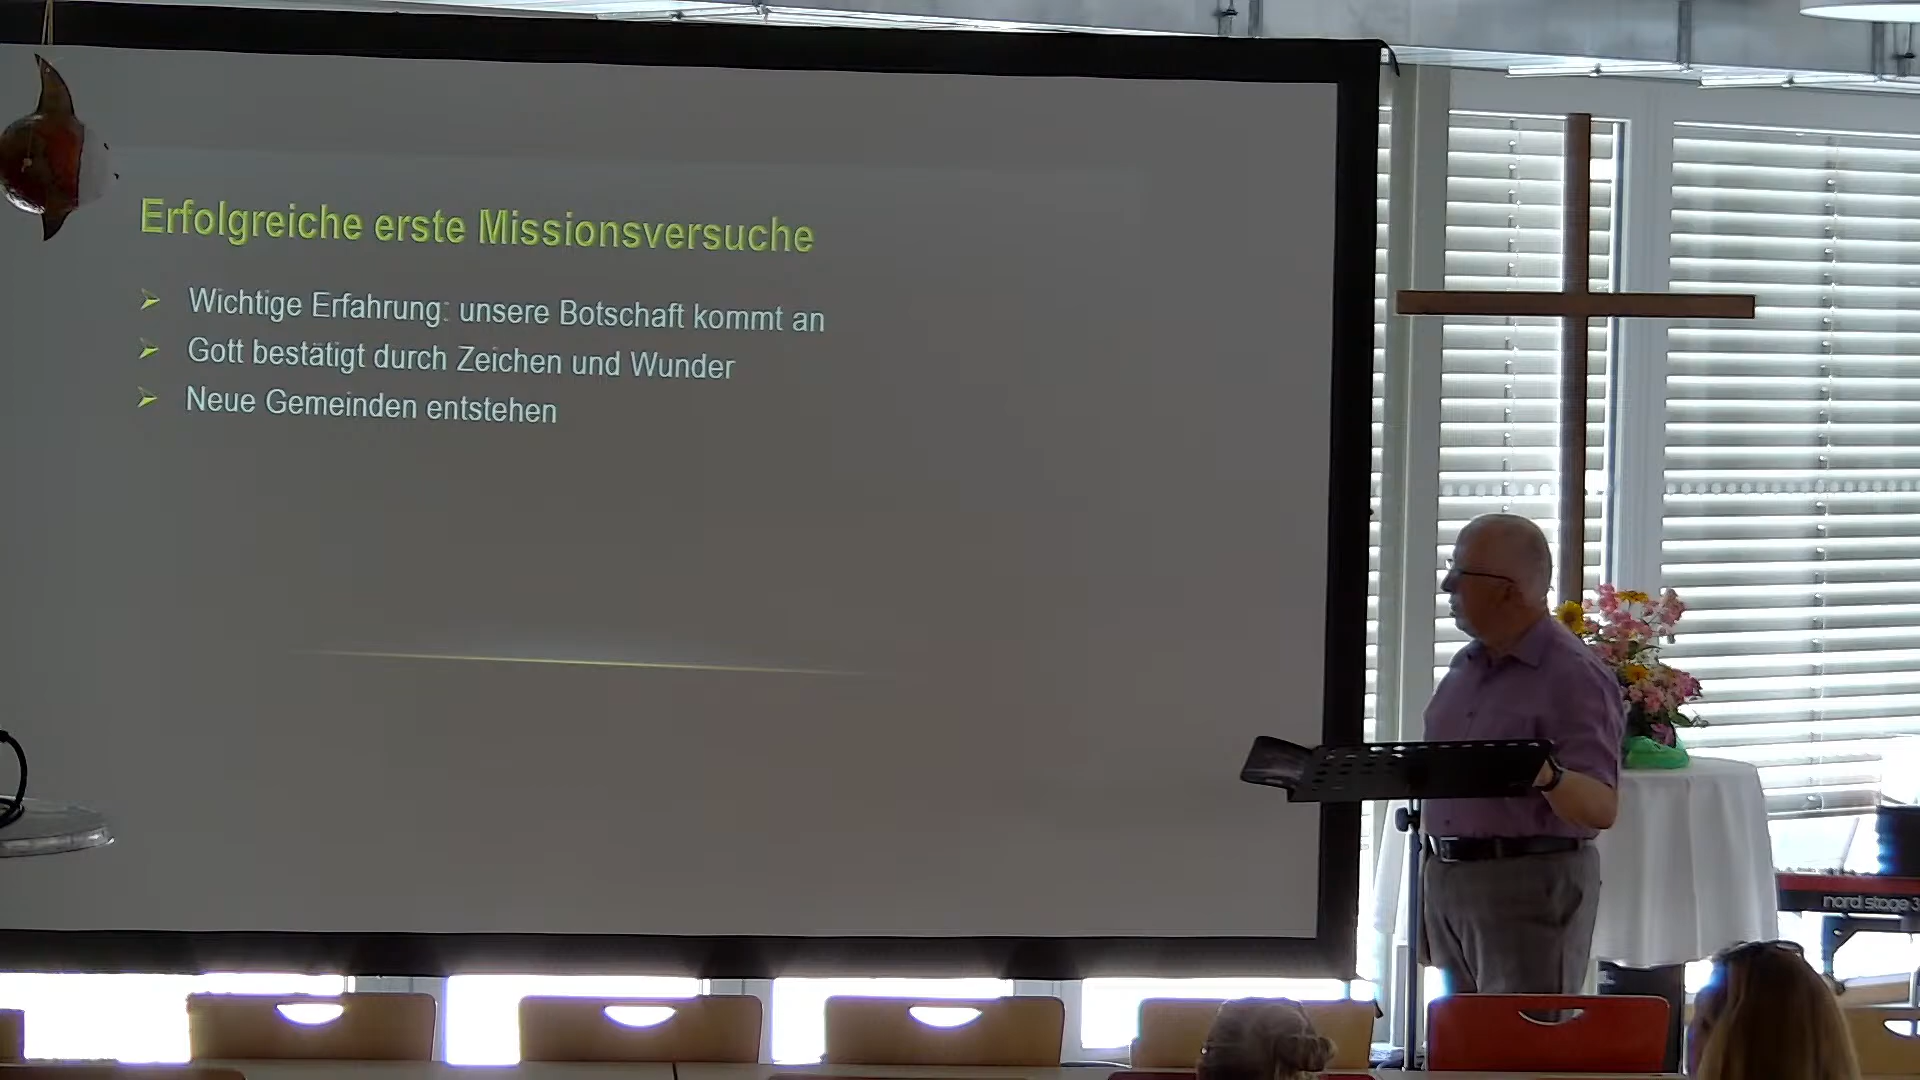 Erfolgreiche erste Missionsversuche
Wichtige Erfahrung: unsere Botschaft kommt an
Gott bestätigt durch Zeichen und Wunder
Neue Gemeinden entstehen
nord stage 3